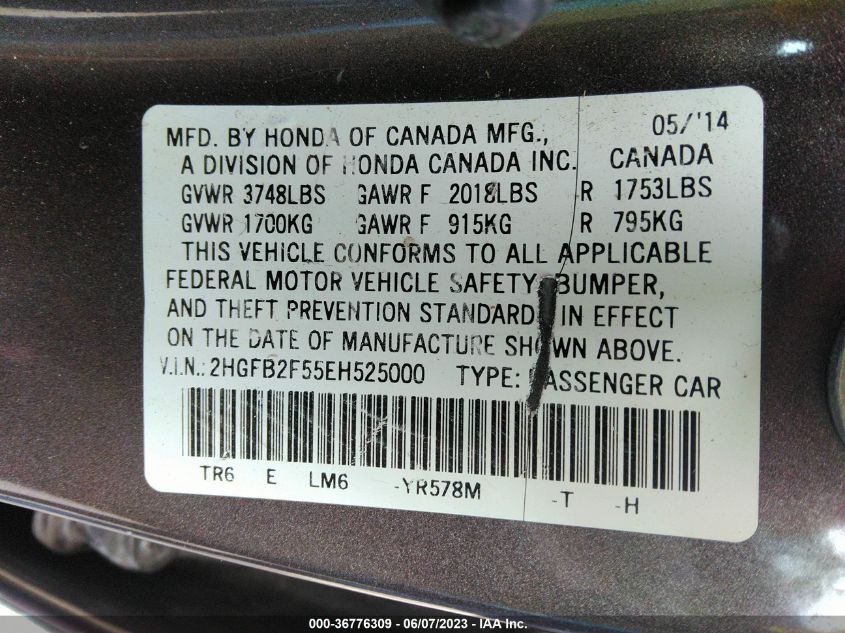 MFD. BY HONDA OF CANADA MFG., 05/'14
A DIVISION OF HONDA CANADA INC. CANADA
GVWR 3748LBS GAWR F 2018LBS R 1753LBS
GVWR 1700KG GAWR F 915KG R 795KG
THIS VEHICLE CONFORMS TO ALL APPLICABLE
FEDERAL MOTOR VEHICLE SAFETY, BUMPER,
AND THEFT PREVENTION STANDARDS IN EFFECT
ON THE DATE OF MANUFACTURE SHOWN ABOVE.
V.I.N.: 2HGFB2F55EH525000 TYPE: PASSENGER CAR
TR6 E LM6 -YR578M -T -H
000-36776309 - 06/07/2023 - IAA Inc.